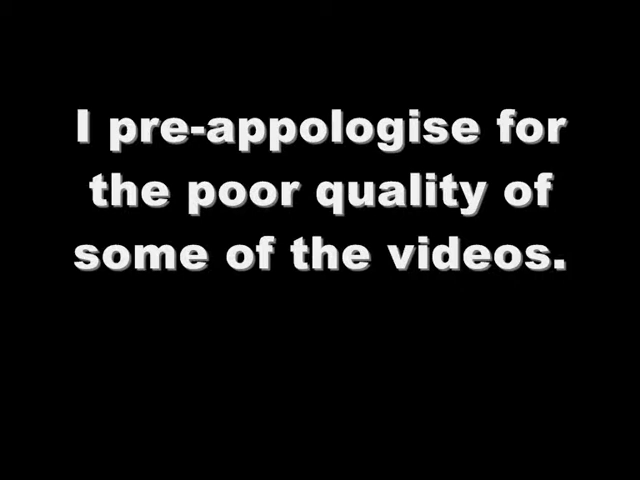 I pre-appologise for
the poor quality of
some of the videos.